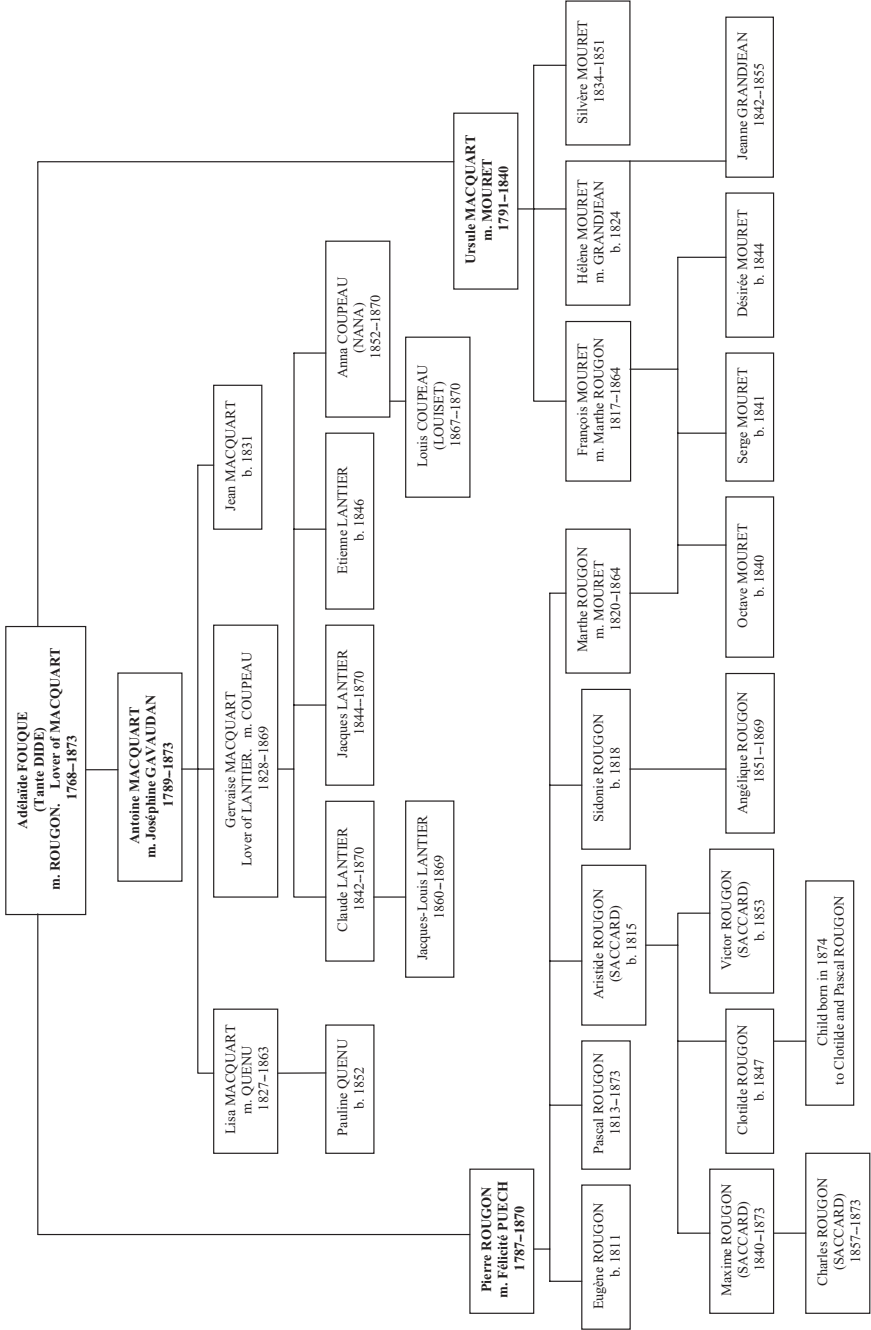 Adélaïde FOUQUE
(Tante DIDE)
m. ROUGON. Lover of MACQUART
1768–1873
Antoine MACQUART
m. Joséphine GAVAUDAN
1789–1873
Lisa MACQUART
m. QUENU
1827–1863
Gervaise MACQUART
Lover of LANTIER. m. COUPEAU
1828–1869
Jean MACQUART
b. 1831
Pauline QUENU
b. 1852
Claude LANTIER
1842–1870
Jacques LANTIER
1844–1870
Etienne LANTIER
b. 1846
Anna COUPEAU
(NANA)
1852–1870
Jacques-Louis LANTIER
1860–1869
Louis COUPEAU
(LOUISET)
1867–1870
Pierre ROUGON
m. Félicité PUECH
1787–1870
Ursule MACQUART
m. MOURET
1791–1840
Eugène ROUGON
b. 1811
Pascal ROUGON
1813–1873
Aristide ROUGON
(SACCARD)
b. 1815
Sidonie ROUGON
b. 1818
Marthe ROUGON
m. MOURET
1820–1864
François MOURET
m. Marthe ROUGON
1817–1864
Hélène MOURET
m. GRANDJEAN
b. 1824
Silvère MOURET
1834–1851
Maxime ROUGON
(SACCARD)
1840–1873
Clotilde ROUGON
b. 1847
Victor ROUGON
(SACCARD)
b. 1853
Angélique ROUGON
1851–1869
Octave MOURET
b. 1840
Serge MOURET
b. 1841
Désirée MOURET
b. 1844
Jeanne GRANDJEAN
1842–1855
Charles ROUGON
(SACCARD)
1857–1873
Child born in 1874
to Clotilde and Pascal ROUGON